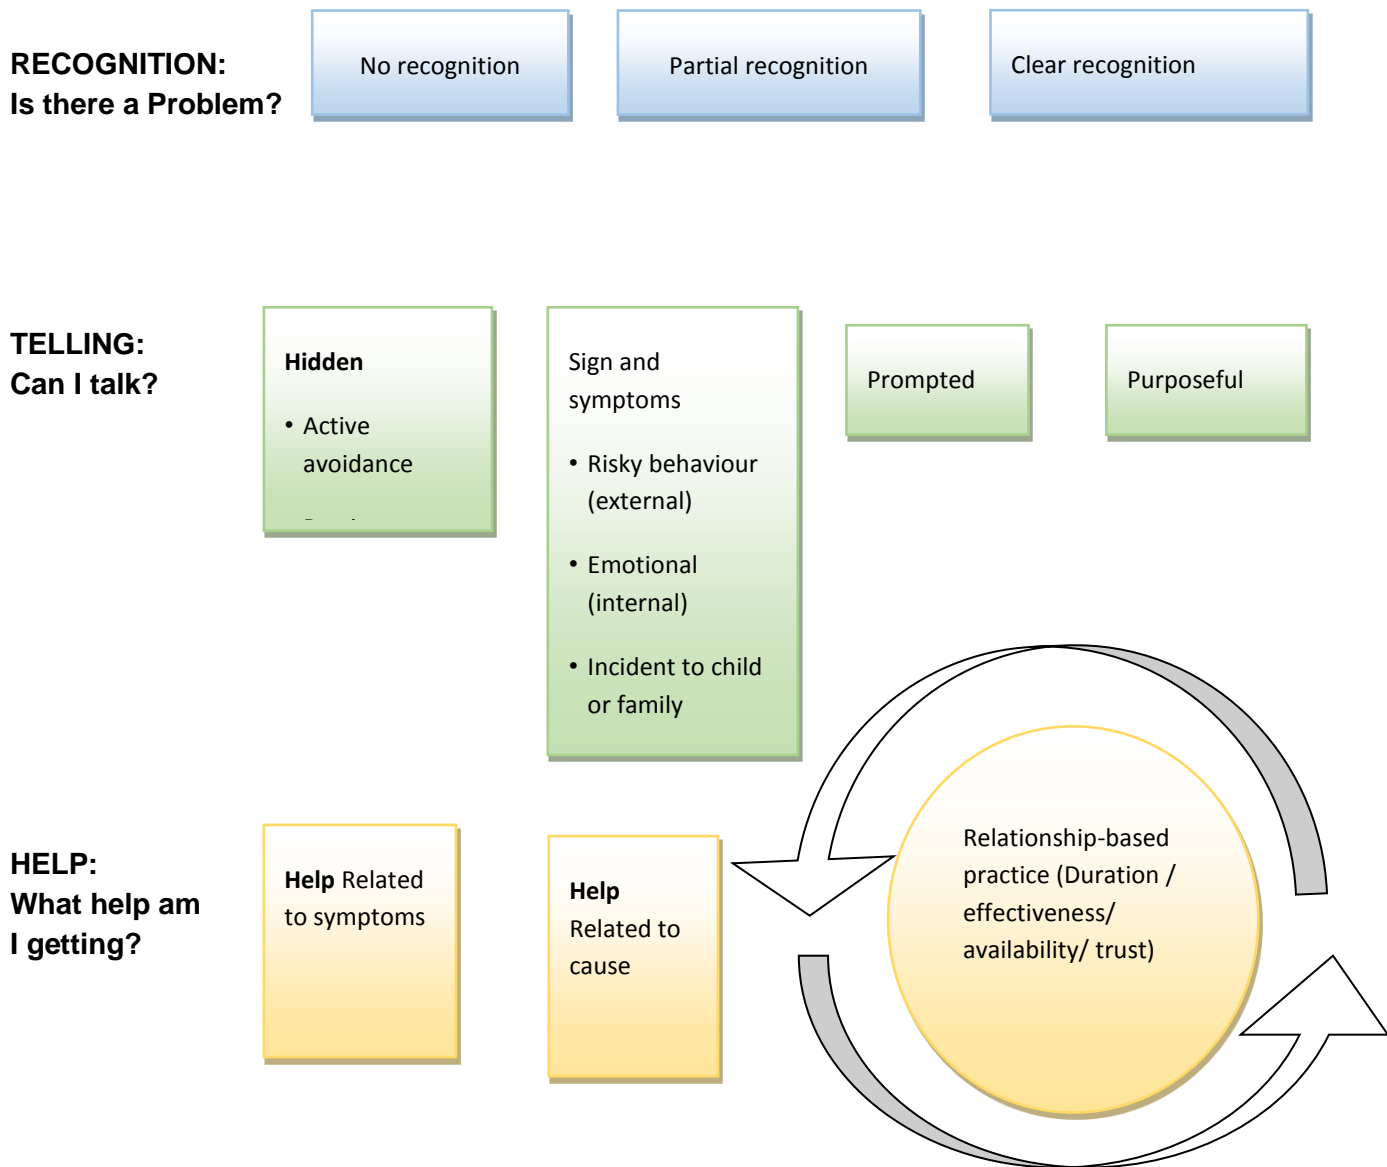 RECOGNITION:
Is there a Problem?
No recognition
Partial recognition
Clear recognition
TELLING:
Can I talk?
Hidden
• Active
avoidance
Sign and
symptoms
• Risky behaviour
(external)
• Emotional
(internal)
• Incident to child
or family
Prompted
Purposeful
HELP:
What help am
I getting?
Help Related
to symptoms
Help
Related to
cause
Relationship-based
practice (Duration /
effectiveness/
availability/ trust)